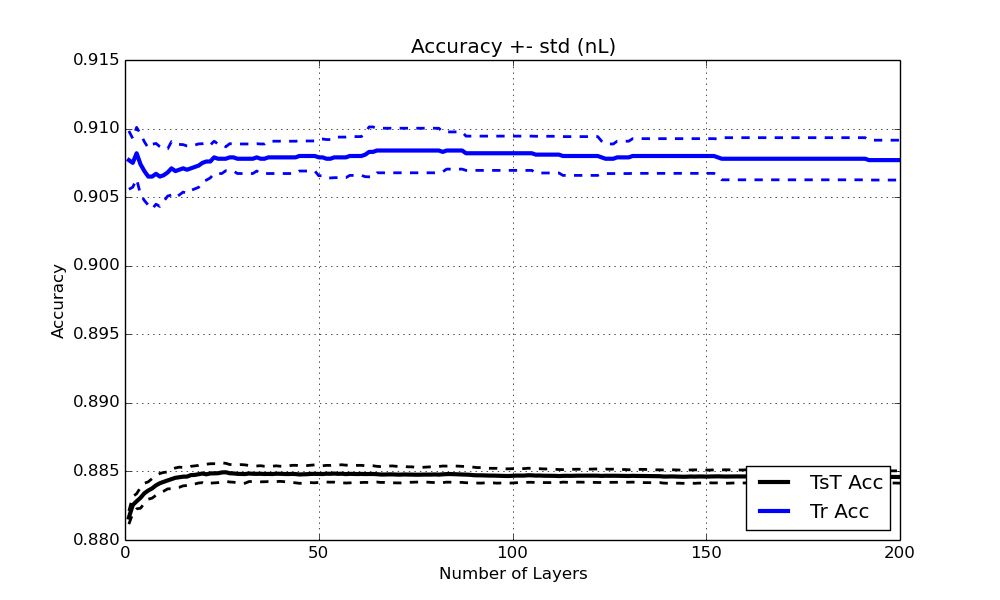 Accuracy +- std (nL)
0.915
0.910
0.905
0.900
0.895
0.890
0.885
0.880
Accuracy
0
50
100
150
200
Number of Layers
TsT Acc
Tr Acc